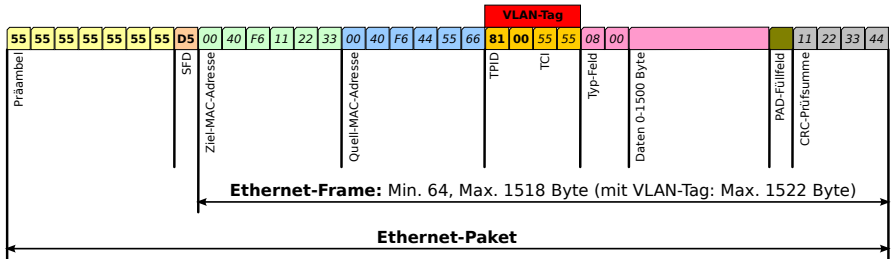 VLAN-Tag
55 55 55 55 55 55 55 D5 00 40 F6 11 22 33 00 40 F6 44 55 66 81 00 55 55 08 00 11 22 33 44
Präambel
SFD
Ziel-MAC-Adresse
Quell-MAC-Adresse
TPID
TCI
Typ-Feld
Daten 0-1500 Byte
PAD-Füllfeld
CRC-Prüfsumme
Ethernet-Frame: Min. 64, Max. 1518 Byte (mit VLAN-Tag: Max. 1522 Byte)
Ethernet-Paket